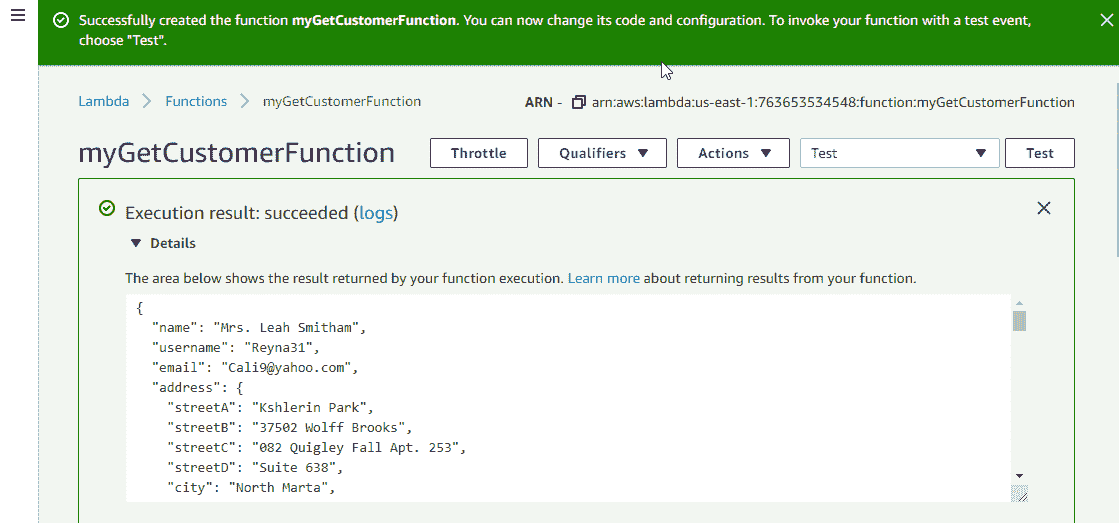 Successfully created the function myGetCustomerFunction. You can now change its code and configuration. To invoke your function with a test event,
choose "Test".
Lambda > Functions > myGetCustomerFunction
ARN - arn:aws:lambda:us-east-1:763653534548:function:myGetCustomerFunction
myGetCustomerFunction Throttle Qualifiers Actions Test Test
Execution result: succeeded (logs)
Details
The area below shows the result returned by your function execution. Learn more about returning results from your function.
{
"name": "Mrs. Leah Smitham",
"username": "Reyna31",
"email": "Cali9@yahoo.com",
"address": {
"streetA": "Kshlerin Park",
"streetB": "37502 Wolff Brooks",
"streetC": "082 Quigley Fall Apt. 253",
"streetD": "Suite 638",
"city": "North Marta",